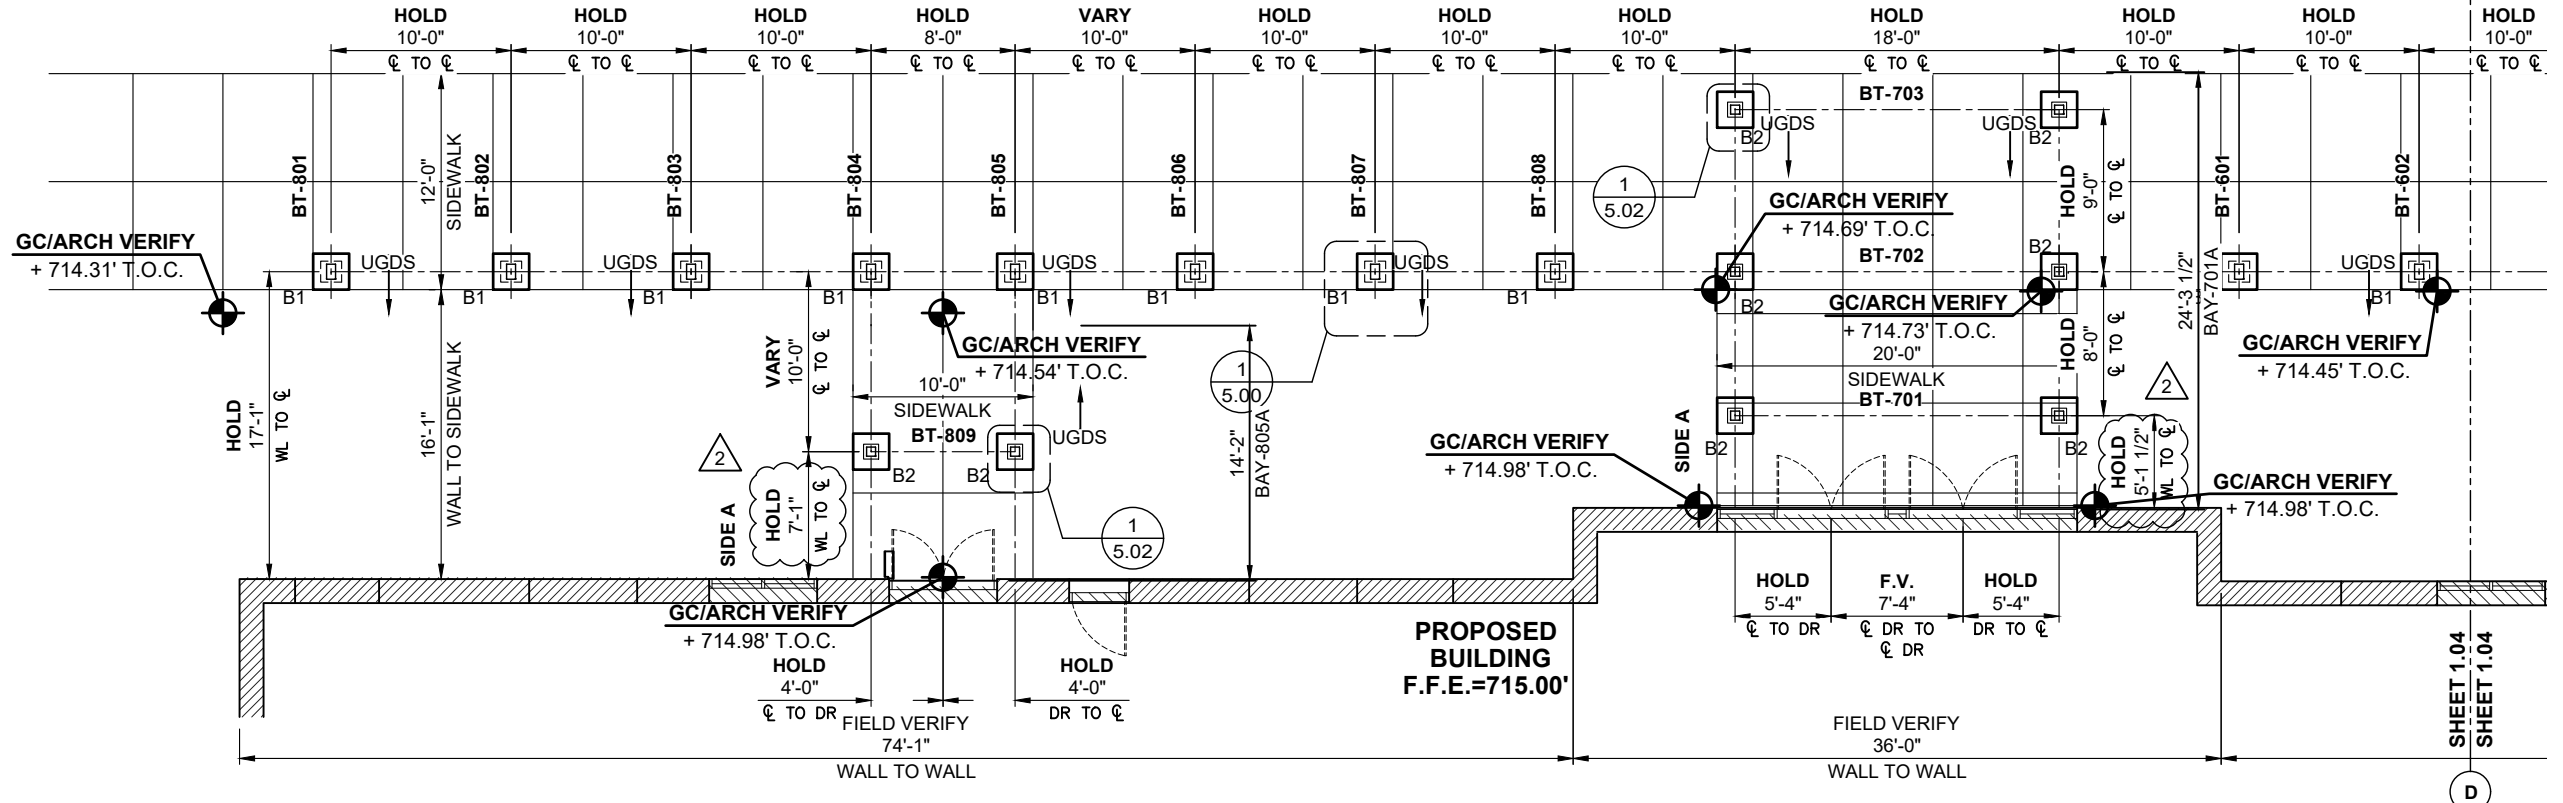 HOLD
10'-0"
℄ TO ℄
HOLD
10'-0"
℄ TO ℄
HOLD
10'-0"
℄ TO ℄
HOLD
8'-0"
℄ TO ℄
VARY
10'-0"
℄ TO ℄
HOLD
10'-0"
℄ TO ℄
HOLD
10'-0"
℄ TO ℄
HOLD
10'-0"
℄ TO ℄
HOLD
18'-0"
℄ TO ℄
HOLD
10'-0"
℄ TO ℄
HOLD
10'-0"
℄ TO ℄
HOLD
10'-0"
℄ TO ℄
BT-801
12'-0"
SIDEWALK
BT-802
BT-803
BT-804
BT-805
BT-806
BT-807
BT-808
1
5.02
BT-703
UGDS
B2
UGDS
B2
HOLD
9'-0"
℄ TO ℄
BT-601
BT-602
GC/ARCH VERIFY
+ 714.31' T.O.C.
GC/ARCH VERIFY
+ 714.69' T.O.C.
BT-702
B2
B2
UGDS
B1
B1
UGDS
B1
B1
UGDS
B1
B1
UGDS
B1
B1
UGDS
B1
24'-3 1/2"
BAY-701A
GC/ARCH VERIFY
+ 714.54' T.O.C.
GC/ARCH VERIFY
+ 714.73' T.O.C.
GC/ARCH VERIFY
+ 714.45' T.O.C.
HOLD
17'-1"
WL TO ℄
16'-1"
WALL TO SIDEWALK
VARY
10'-0"
℄ TO ℄
10'-0"
SIDEWALK
BT-809
UGDS
B2
B2
14'-2"
BAY-805A
1
5.00
20'-0"
SIDEWALK
BT-701
HOLD
8'-0"
℄ TO ℄
2
B2
B2
2
SIDE A
HOLD
7'-1"
WL TO ℄
1
5.02
GC/ARCH VERIFY
+ 714.98' T.O.C.
SIDE A
HOLD
5'-1 1/2"
WL TO ℄
GC/ARCH VERIFY
+ 714.98' T.O.C.
GC/ARCH VERIFY
+ 714.98' T.O.C.
HOLD
4'-0"
℄ TO DR
HOLD
4'-0"
DR TO ℄
PROPOSED
BUILDING
F.F.E.=715.00'
HOLD
5'-4"
℄ TO DR
F.V.
7'-4"
℄ DR TO
℄ DR
HOLD
5'-4"
DR TO ℄
FIELD VERIFY
74'-1"
WALL TO WALL
FIELD VERIFY
36'-0"
WALL TO WALL
SHEET 1.04
SHEET 1.04
D